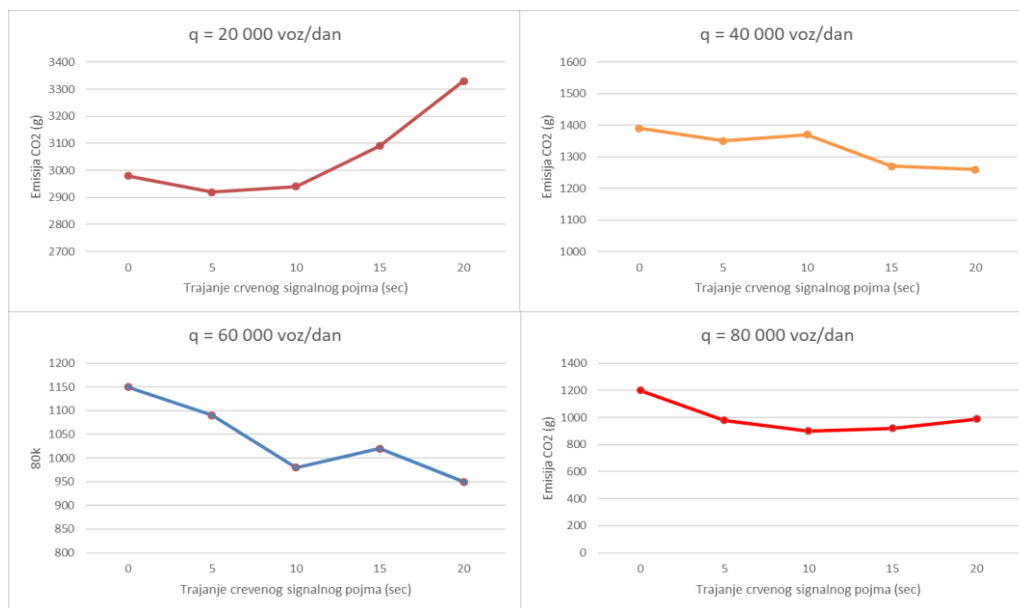 q = 20 000 voz/dan
Emisija CO2 (g)
3400
3300
3200
3100
3000
2900
2800
2700
0 5 10 15 20
Trajanje crvenog signalnog pojma (sec)
q = 40 000 voz/dan
Emisija CO2 (g)
1600
1500
1400
1300
1200
1100
1000
0 5 10 15 20
Trajanje crvenog signalnog pojma (sec)
q = 60 000 voz/dan
80k
1200
1150
1100
1050
1000
950
900
850
800
0 5 10 15 20
Trajanje crevenog signalnog pojma (sec)
q = 80 000 voz/dan
Emisija CO2 (g)
1400
1200
1000
800
600
400
200
0
0 5 10 15 20
Trajanje crvenog signalnog pojma (sec)